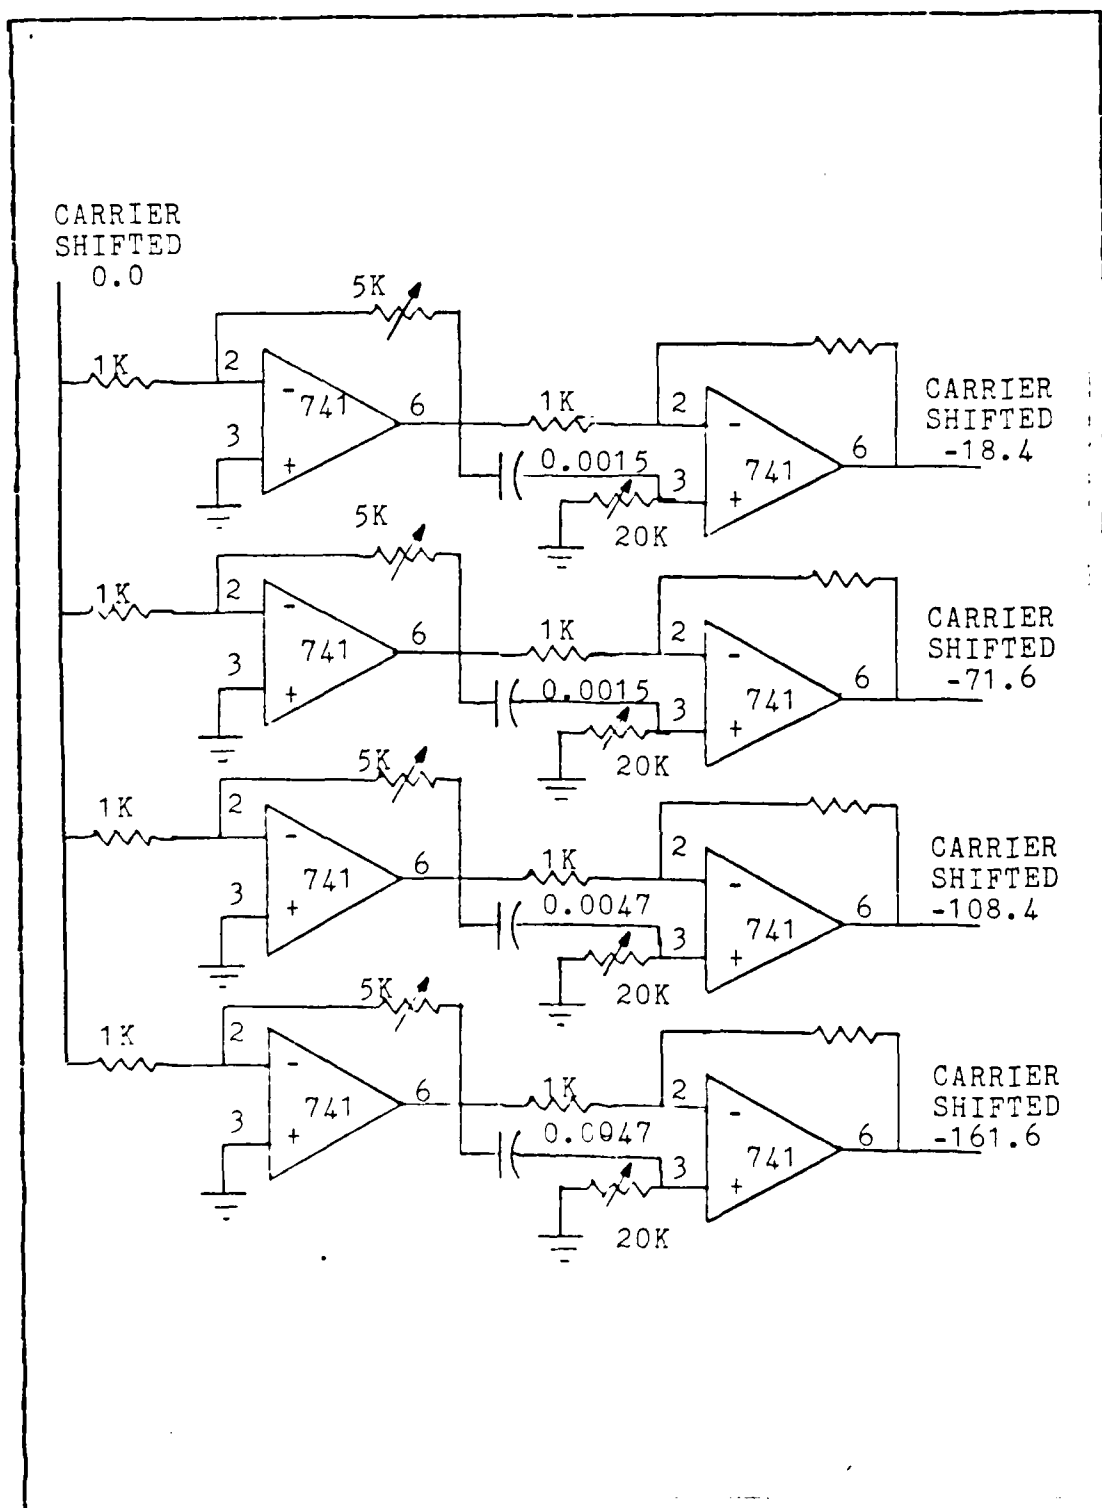 CARRIER
SHIFTED
0.0
5K
1K
2
-
741
6
3
+
1K
2
-
0.0015
3
741
6
+
20K
CARRIER
SHIFTED
-18.4
5K
1K
2
-
741
6
3
+
1K
2
-
0.0015
3
741
6
+
20K
CARRIER
SHIFTED
-71.6
5K
1K
2
-
741
6
3
+
1K
2
-
0.0047
3
741
6
+
20K
CARRIER
SHIFTED
-108.4
5K
1K
2
-
741
6
3
+
1K
2
-
0.0047
3
741
6
+
20K
CARRIER
SHIFTED
-161.6